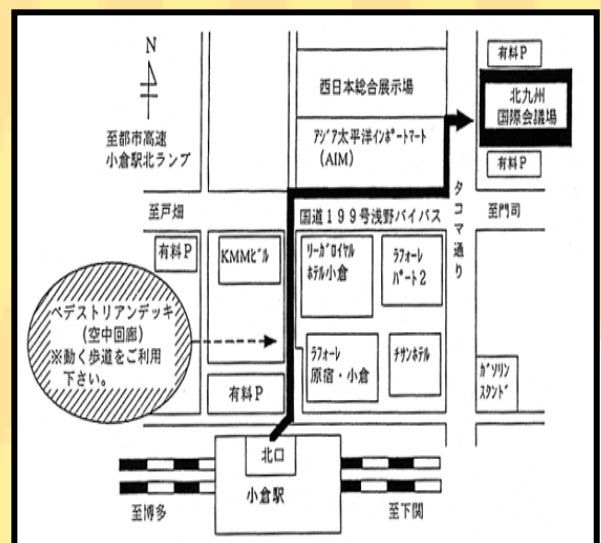 N
至都市高速
小倉駅北ランプ
西日本総合展示場
アジア太平洋インポートマート
(AIM)
有料P
北九州
国際会議場
有料P
至戸畑
国道199号浅野バイパス
タコマ通り
至門司
有料P
KMMビル
リーガロイヤル
ホテル小倉
ラフォーレ
パート2
ペデストリアンデッキ
(空中回廊)
※動く歩道をご利用
下さい。
ラフォーレ
原宿・小倉
チサンホテル
ガソリン
スタンド
有料P
北口
小倉駅
至博多
至下関